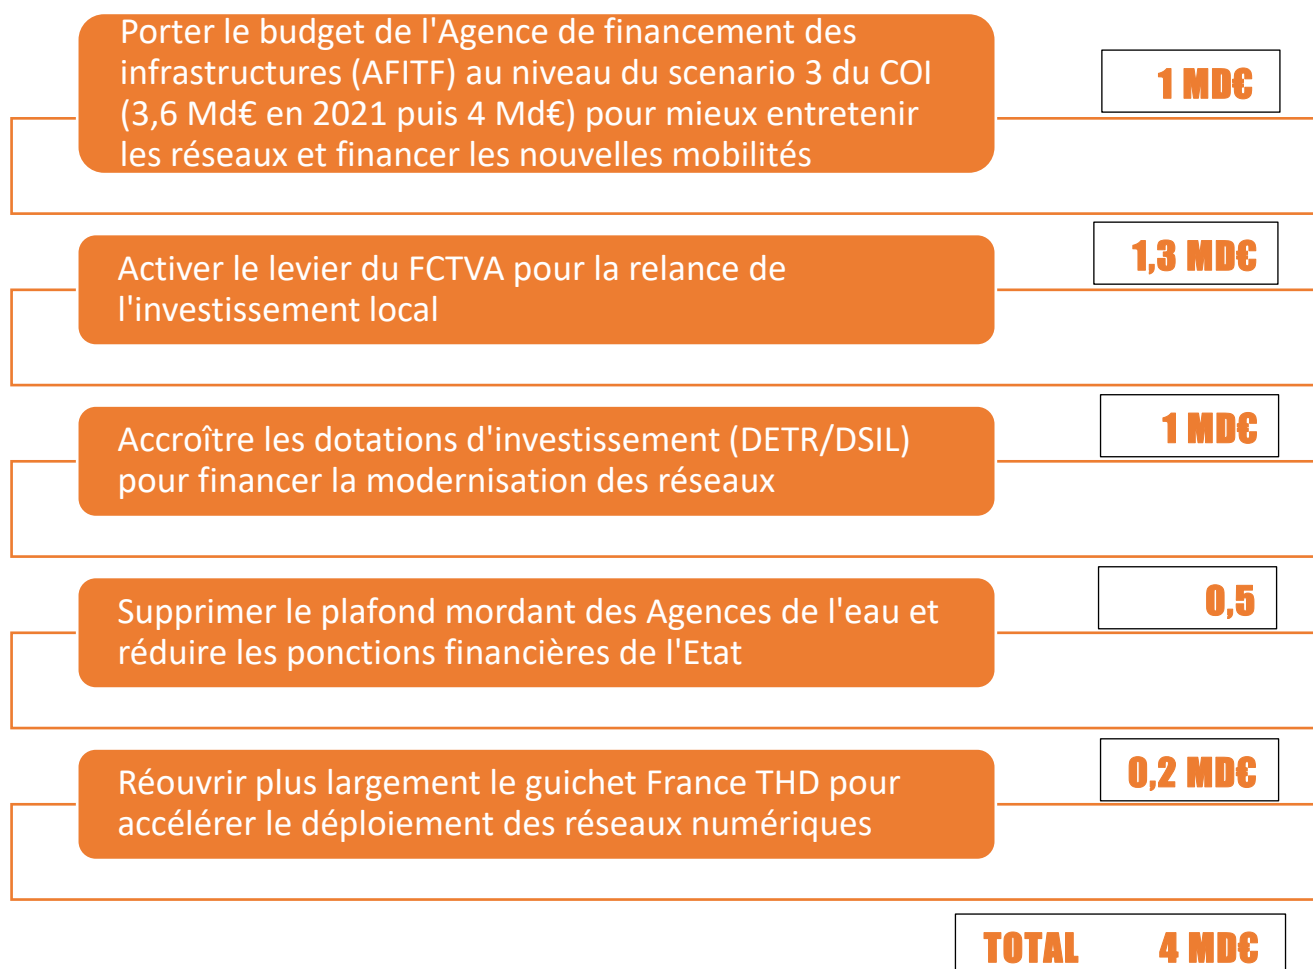 Porter le budget de l'Agence de financement des
infrastructures (AFITF) au niveau du scenario 3 du COI
(3,6 Md€ en 2021 puis 4 Md€) pour mieux entretenir
les réseaux et financer les nouvelles mobilités
1 MD€
Activer le levier du FCTVA pour la relance de
l'investissement local
1,3 MD€
Accroître les dotations d'investissement (DETR/DSIL)
pour financer la modernisation des réseaux
1 MD€
Supprimer le plafond mordant des Agences de l'eau et
réduire les ponctions financières de l'Etat
0,5
Réouvrir plus largement le guichet France THD pour
accélérer le déploiement des réseaux numériques
0,2 MD€
TOTAL 4 MD€